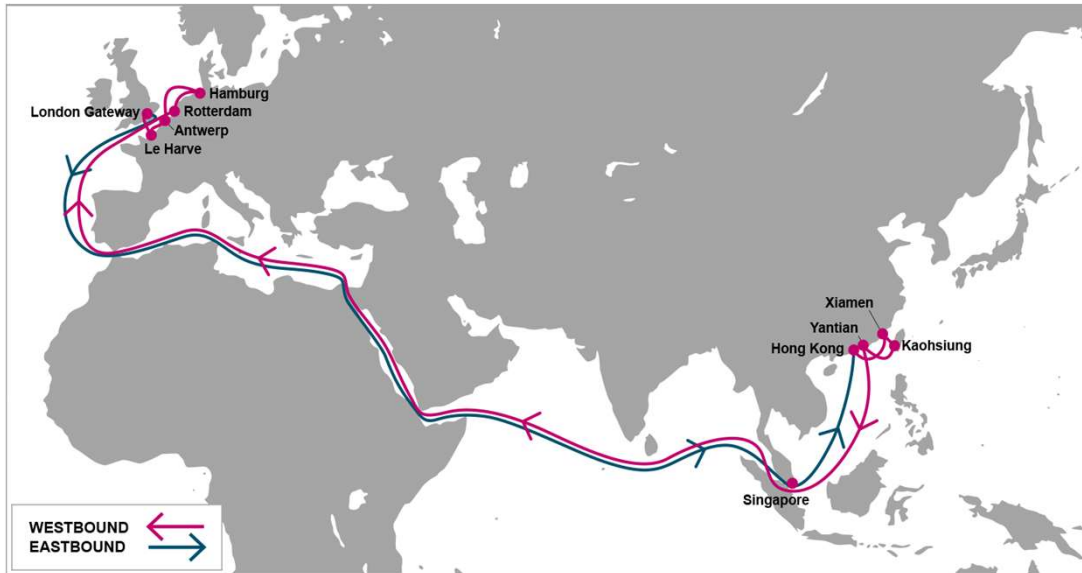 Hamburg
London Gateway
Rotterdam
Antwerp
Le Harve
Xiamen
Yantian
Hong Kong
Kaohsiung
Singapore
WESTBOUND
EASTBOUND